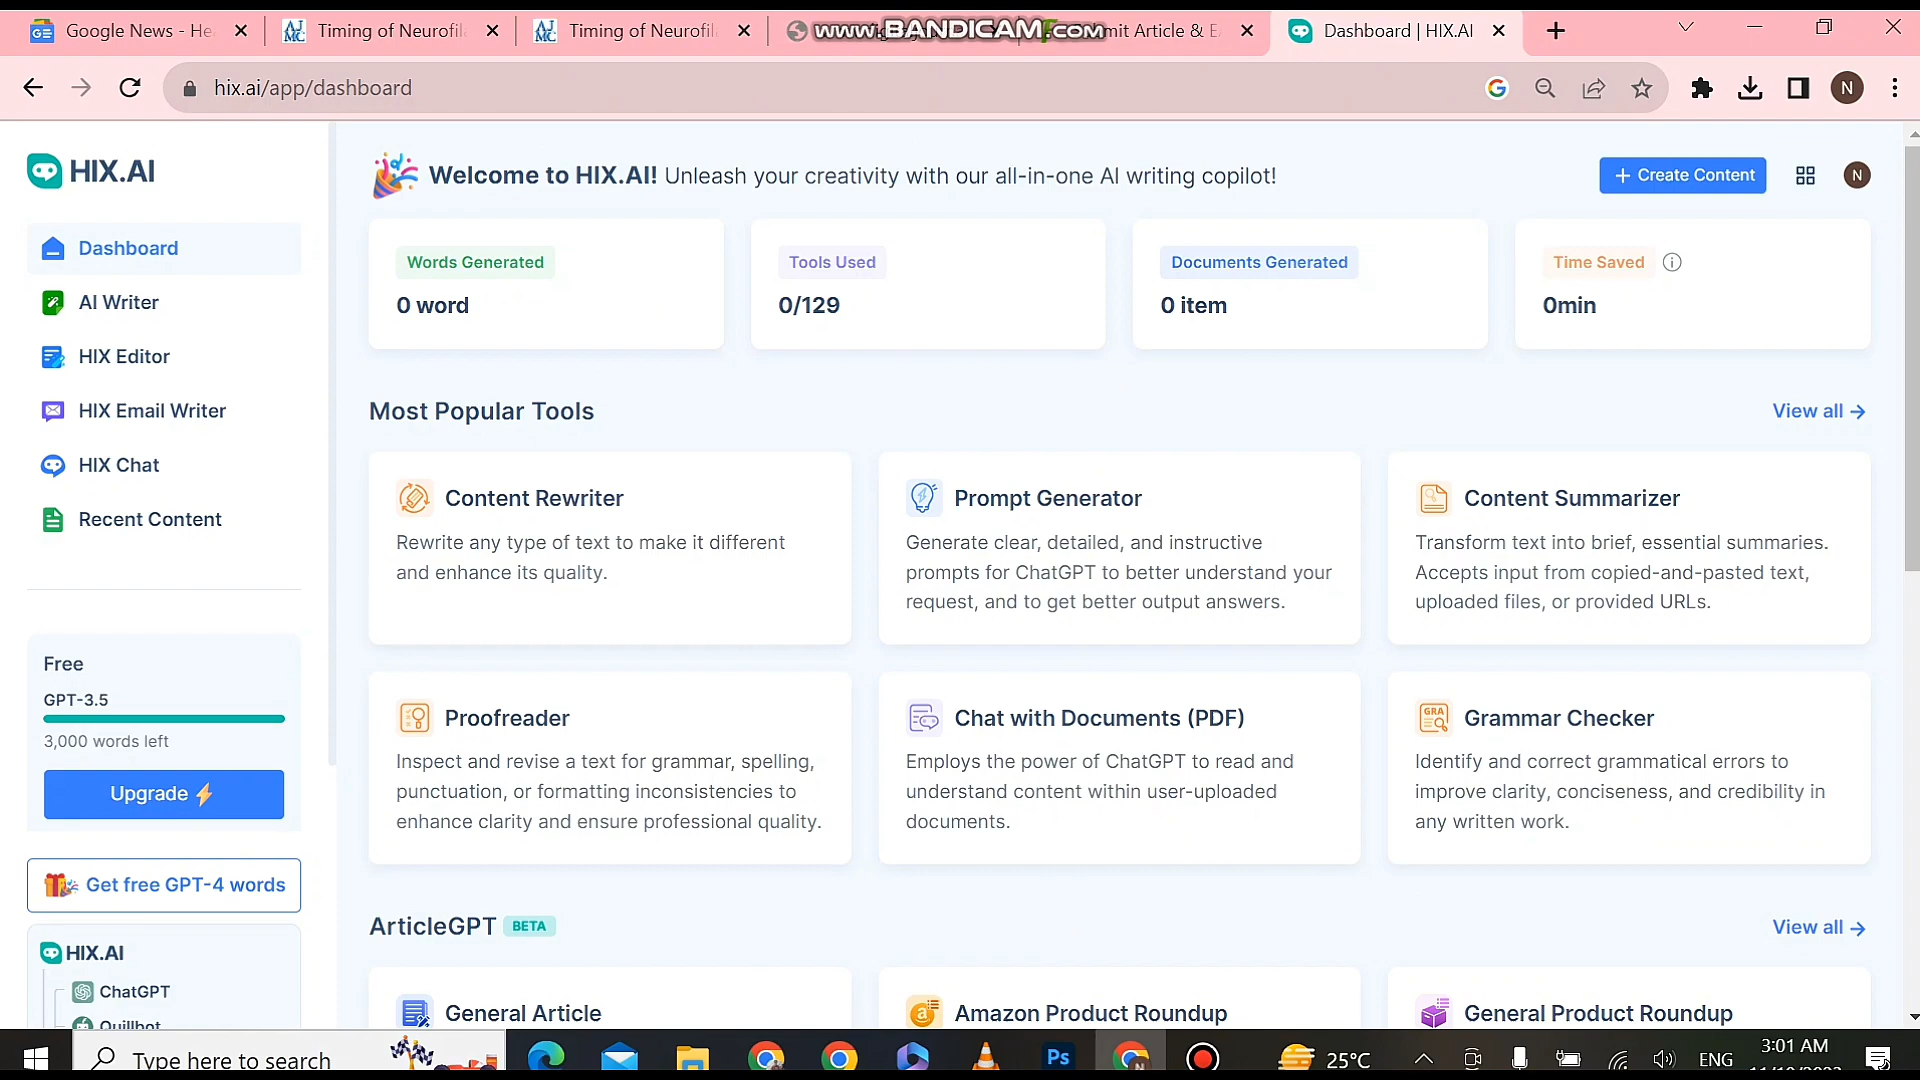 Google News - He
Timing of Neurofil
Timing of Neurofil
www.BANDICAM.com
mit Article & E
Dashboard | HIX.AI
hix.ai/app/dashboard
N
HIX.AI
Dashboard
AI Writer
HIX Editor
HIX Email Writer
HIX Chat
Recent Content
Free
GPT-3.5
3,000 words left
Upgrade
Get free GPT-4 words
HIX.AI
ChatGPT
Quillbot
Welcome to HIX.AI! Unleash your creativity with our all-in-one AI writing copilot!
+ Create Content
N
Words Generated
0 word
Tools Used
0/129
Documents Generated
0 item
Time Saved
0min
Most Popular Tools
View all →
Content Rewriter
Rewrite any type of text to make it different
and enhance its quality.
Prompt Generator
Generate clear, detailed, and instructive
prompts for ChatGPT to better understand your
request, and to get better output answers.
Content Summarizer
Transform text into brief, essential summaries.
Accepts input from copied-and-pasted text,
uploaded files, or provided URLs.
Proofreader
Inspect and revise a text for grammar, spelling,
punctuation, or formatting inconsistencies to
enhance clarity and ensure professional quality.
Chat with Documents (PDF)
Employs the power of ChatGPT to read and
understand content within user-uploaded
documents.
GRA
Grammar Checker
Identify and correct grammatical errors to
improve clarity, conciseness, and credibility in
any written work.
ArticleGPT BETA
View all →
General Article
Amazon Product Roundup
General Product Roundup
Type here to search
Ps
25°C
ENG
3:01 AM